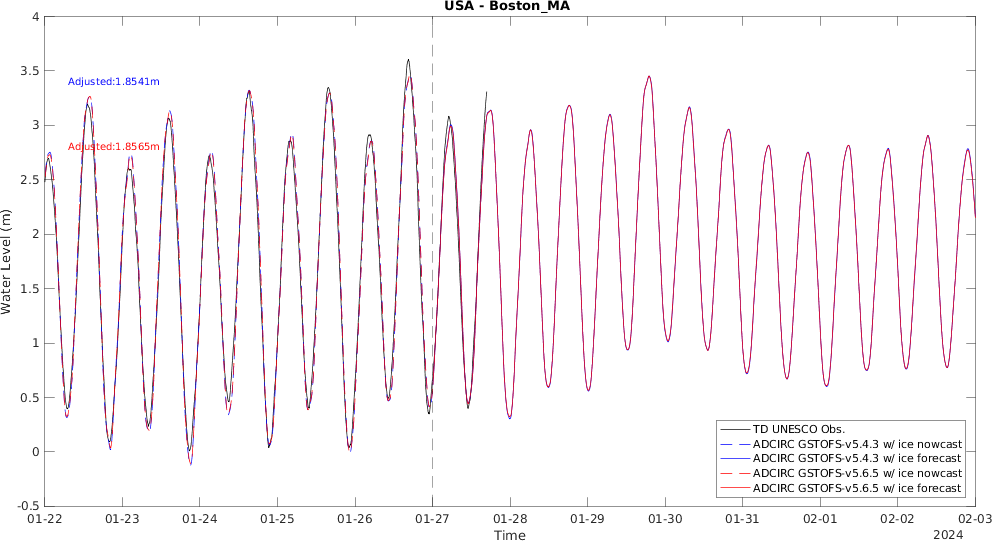 USA - Boston_MA
4
3.5
3
2.5
2
1.5
1
0.5
0
-0.5
Water Level (m)
Adjusted:1.8541m
Adjusted:1.8565m
TD UNESCO Obs.
ADCIRC GSTOFS-v5.4.3 w/ ice nowcast
ADCIRC GSTOFS-v5.4.3 w/ ice forecast
ADCIRC GSTOFS-v5.6.5 w/ ice nowcast
ADCIRC GSTOFS-v5.6.5 w/ ice forecast
01-22 01-23 01-24 01-25 01-26 01-27 01-28 01-29 01-30 01-31 02-01 02-02 02-03
Time
2024